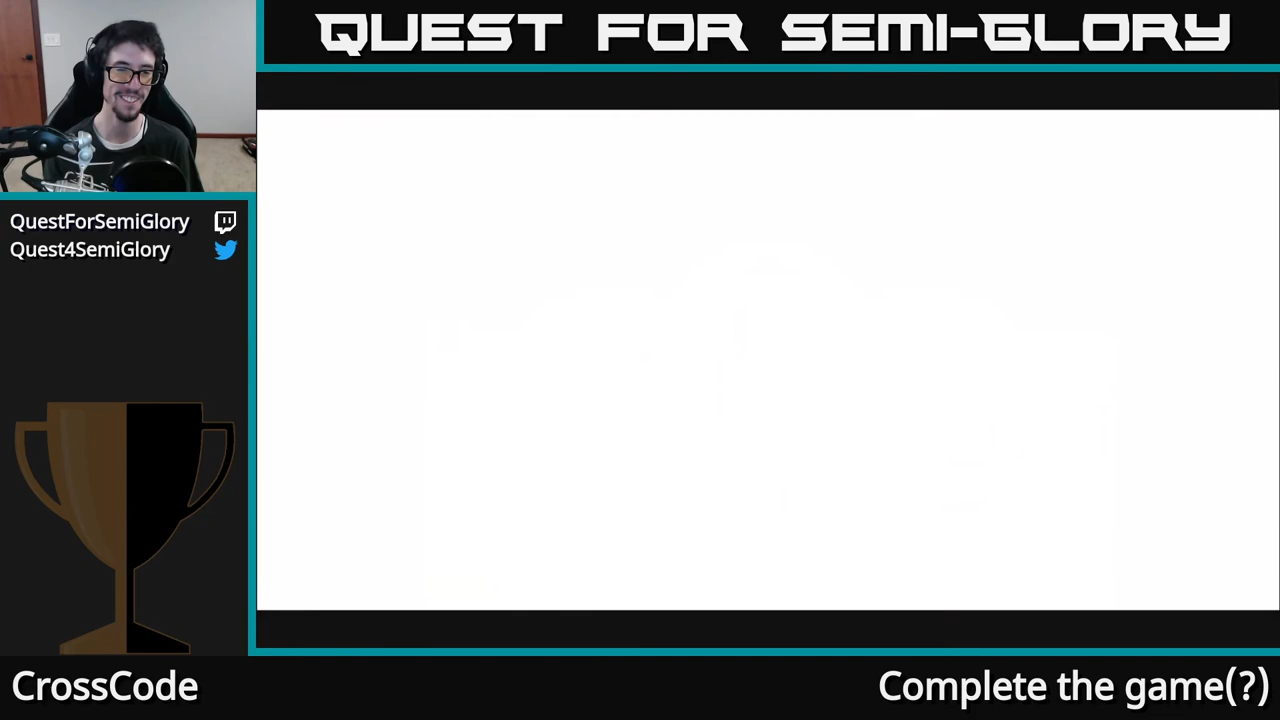 QUEST FOR SEMI-GLORY
QuestForSemiGlory
Quest4SemiGlory
CrossCode
Complete the game(?)